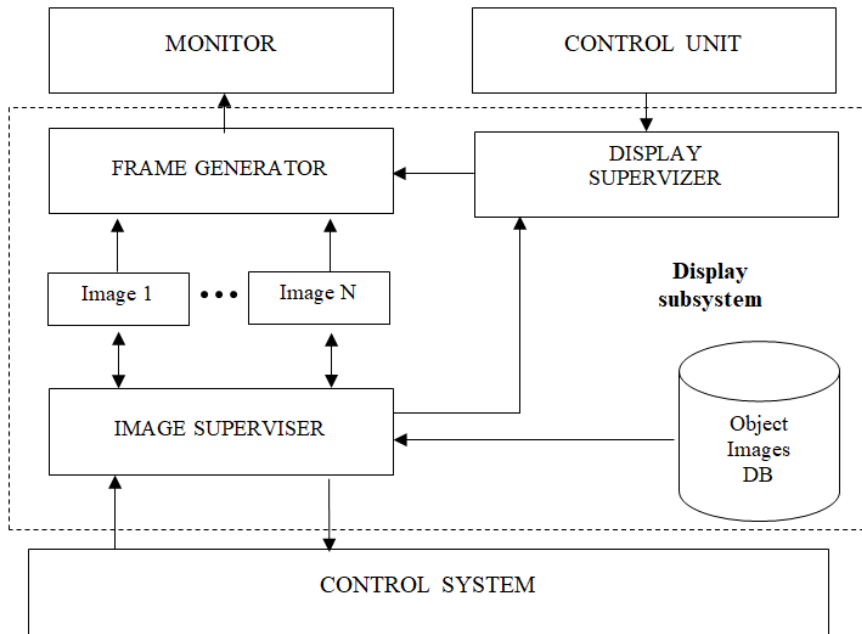 MONITOR
CONTROL UNIT
FRAME GENERATOR
DISPLAY
SUPERVIZER
Image 1
•••
Image N
Display
subsystem
IMAGE SUPERVISER
Object
Images
DB
CONTROL SYSTEM